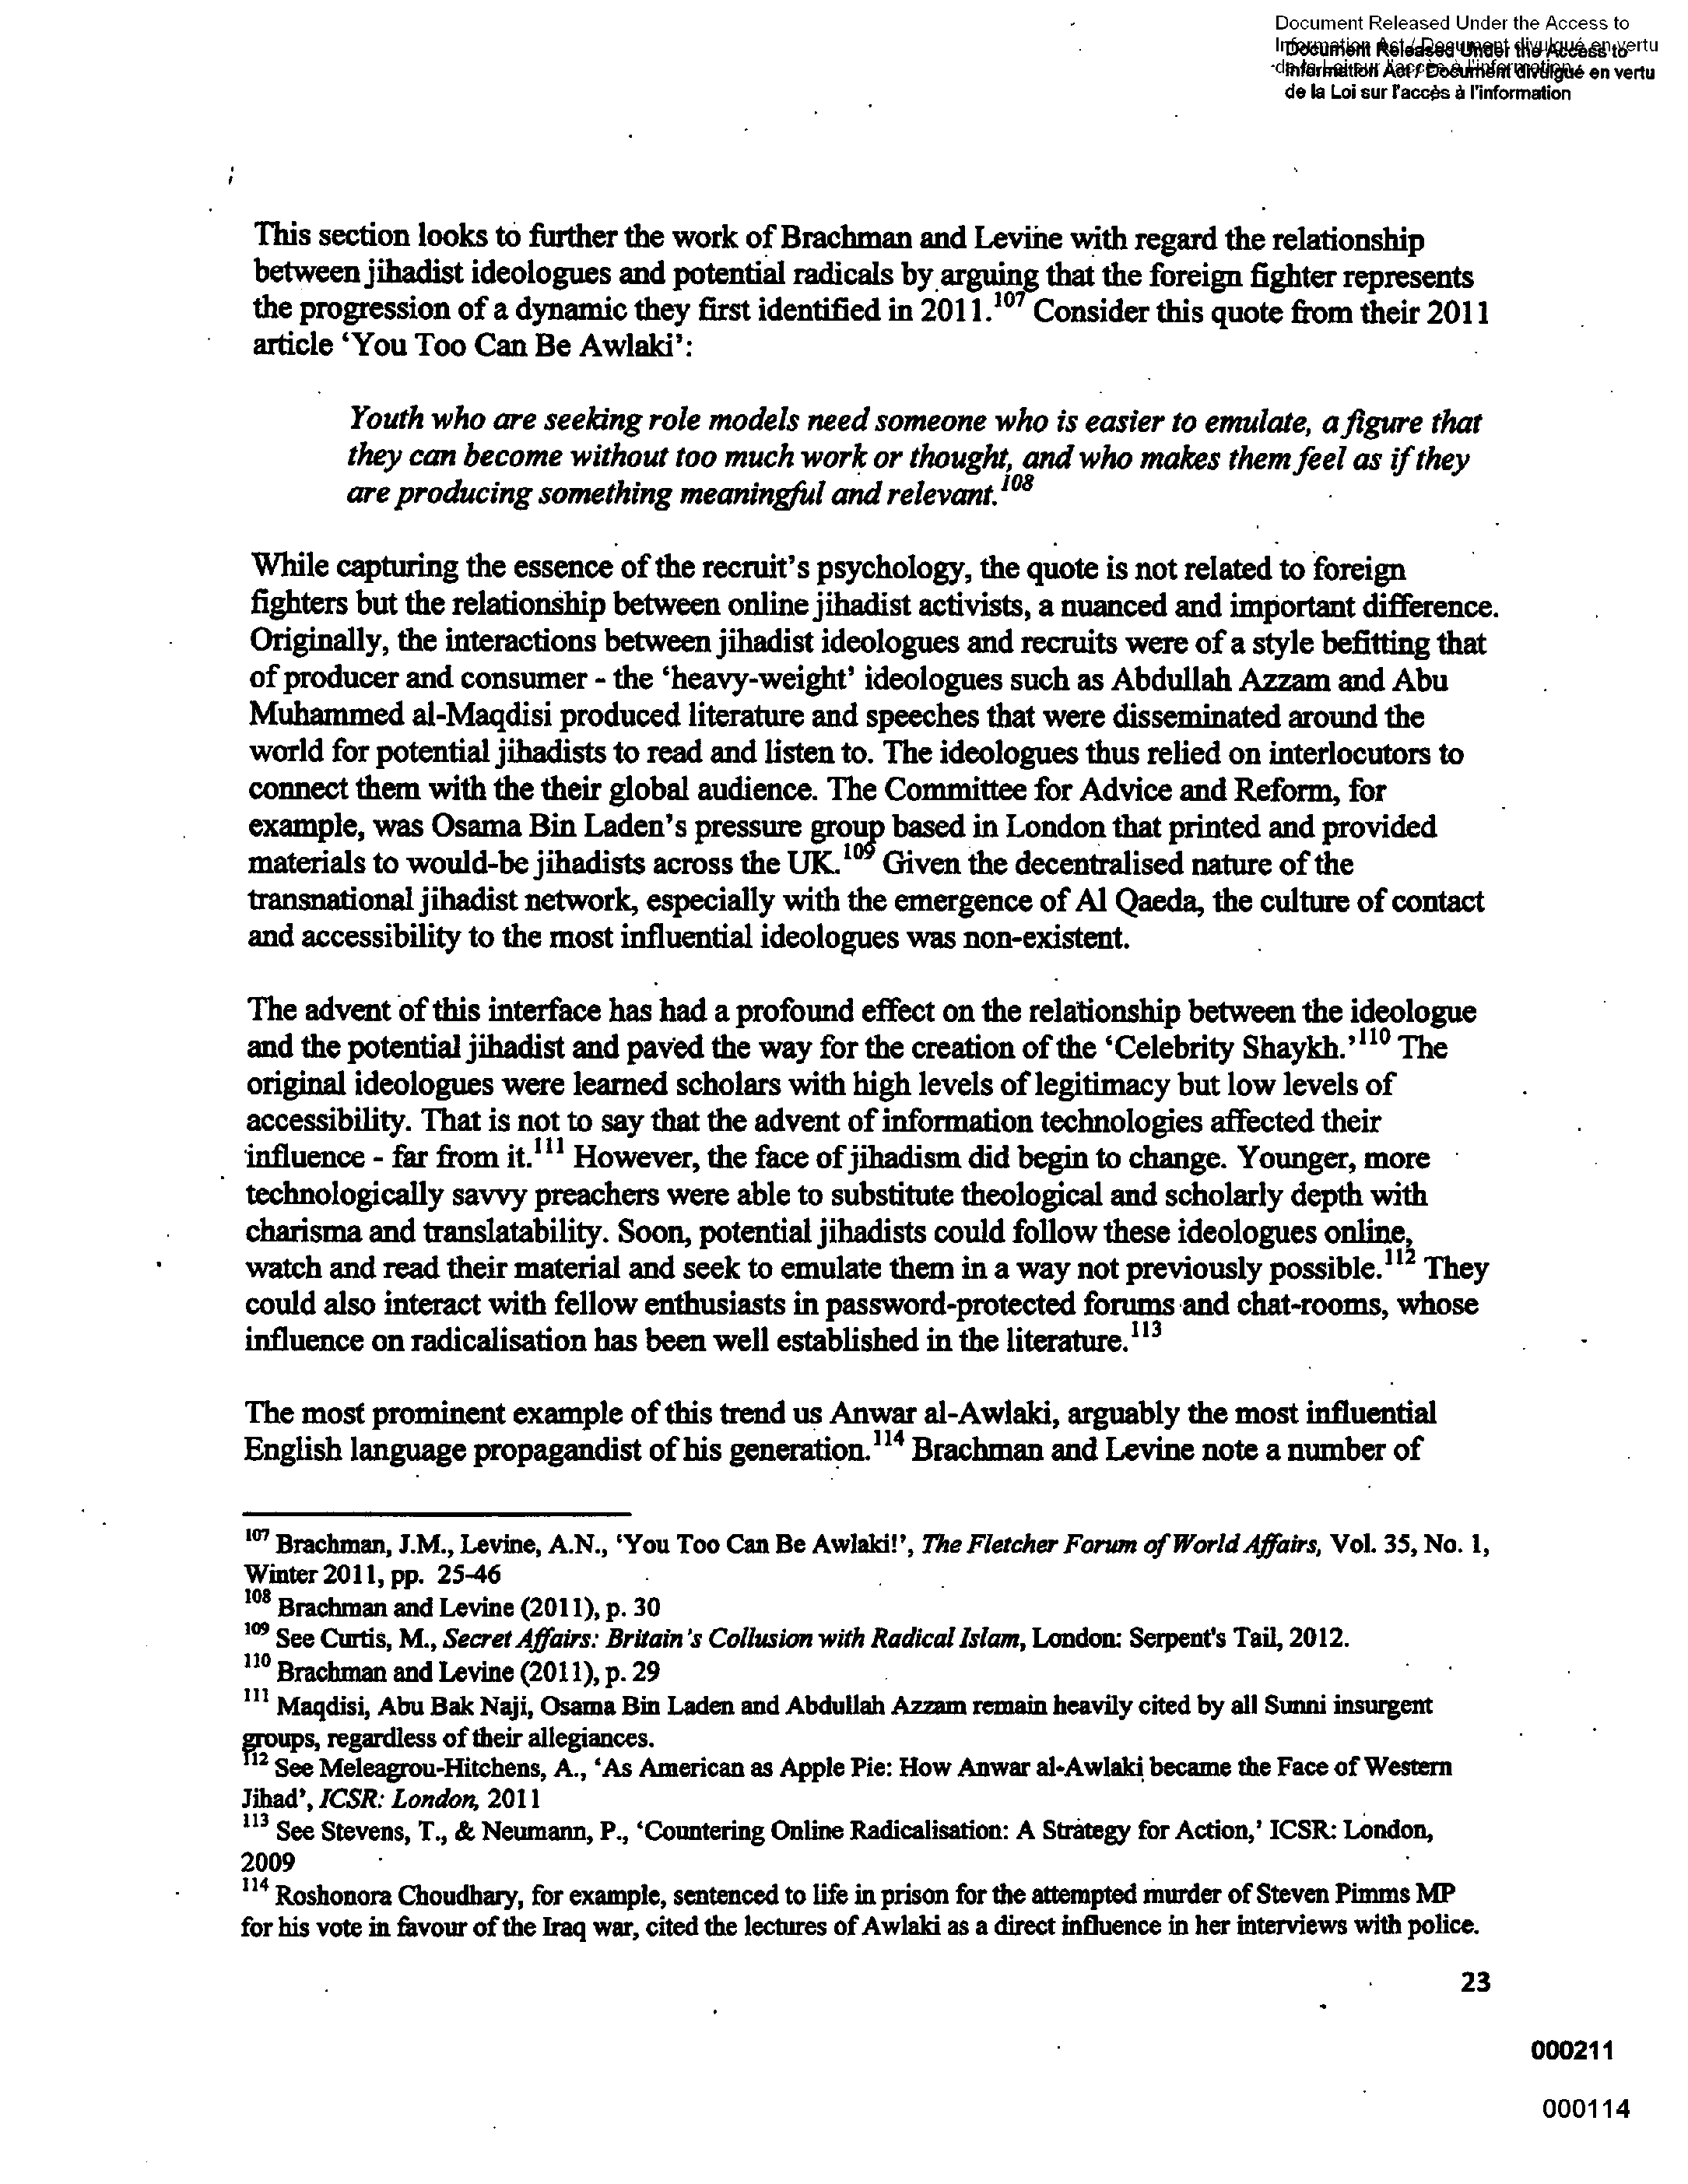 Document Released Under the Access to
Information Act / Document divulgué en vertu
de la Loi sur l'accès à l'information
Document Released Under the Access to
Information Act / Document divulgué en vertu
de la Loi sur l'accès à l'information
This section looks to further the work of Brachman and Levine with regard the relationship
between jihadist ideologues and potential radicals by arguing that the foreign fighter represents
the progression of a dynamic they first identified in 2011.107 Consider this quote from their 2011
article ‘You Too Can Be Awlaki’:
Youth who are seeking role models need someone who is easier to emulate, a figure that
they can become without too much work or thought, and who makes them feel as if they
are producing something meaningful and relevant.108
While capturing the essence of the recruit's psychology, the quote is not related to foreign
fighters but the relationship between online jihadist activists, a nuanced and important difference.
Originally, the interactions between jihadist ideologues and recruits were of a style befitting that
of producer and consumer - the ‘heavy-weight’ ideologues such as Abdullah Azzam and Abu
Muhammed al-Maqdisi produced literature and speeches that were disseminated around the
world for potential jihadists to read and listen to. The ideologues thus relied on interlocutors to
connect them with the their global audience. The Committee for Advice and Reform, for
example, was Osama Bin Laden's pressure group based in London that printed and provided
materials to would-be jihadists across the UK.109 Given the decentralised nature of the
transnational jihadist network, especially with the emergence of Al Qaeda, the culture of contact
and accessibility to the most influential ideologues was non-existent.
The advent of this interface has had a profound effect on the relationship between the ideologue
and the potential jihadist and paved the way for the creation of the ‘Celebrity Shaykh.’110 The
original ideologues were learned scholars with high levels of legitimacy but low levels of
accessibility. That is not to say that the advent of information technologies affected their
influence - far from it.111 However, the face of jihadism did begin to change. Younger, more
technologically savvy preachers were able to substitute theological and scholarly depth with
charisma and translatability. Soon, potential jihadists could follow these ideologues online,
watch and read their material and seek to emulate them in a way not previously possible.112 They
could also interact with fellow enthusiasts in password-protected forums and chat-rooms, whose
influence on radicalisation has been well established in the literature.113
The most prominent example of this trend us Anwar al-Awlaki, arguably the most influential
English language propagandist of his generation.114 Brachman and Levine note a number of
107 Brachman, J.M., Levine, A.N., ‘You Too Can Be Awlaki!’, The Fletcher Forum of World Affairs, Vol. 35, No. 1,
Winter 2011, pp. 25-46
108 Brachman and Levine (2011), p. 30
109 See Curtis, M., Secret Affairs: Britain's Collusion with Radical Islam, London: Serpent's Tail, 2012.
110 Brachman and Levine (2011), p. 29
111 Maqdisi, Abu Bak Naji, Osama Bin Laden and Abdullah Azzam remain heavily cited by all Sunni insurgent
groups, regardless of their allegiances.
112 See Meleagrou-Hitchens, A., ‘As American as Apple Pie: How Anwar al-Awlaki became the Face of Western
Jihad’, ICSR: London, 2011
113 See Stevens, T., & Neumann, P., ‘Countering Online Radicalisation: A Strategy for Action,’ ICSR: London,
2009
114 Roshonora Choudhary, for example, sentenced to life in prison for the attempted murder of Steven Pimms MP
for his vote in favour of the Iraq war, cited the lectures of Awlaki as a direct influence in her interviews with police.
23
000211
000114